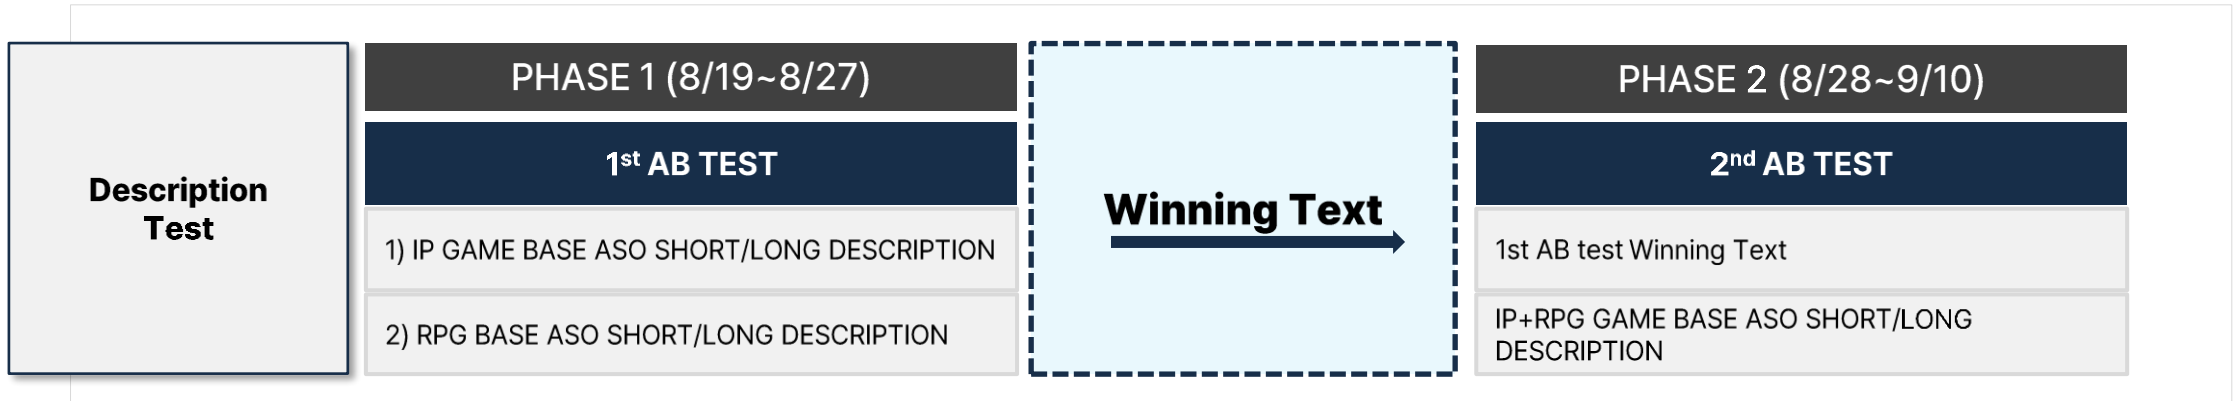 Description
Test
PHASE 1 (8/19~8/27)
1st AB TEST
1) IP GAME BASE ASO SHORT/LONG DESCRIPTION
2) RPG BASE ASO SHORT/LONG DESCRIPTION
Winning Text
PHASE 2 (8/28~9/10)
2nd AB TEST
1st AB test Winning Text
IP+RPG GAME BASE ASO SHORT/LONG
DESCRIPTION